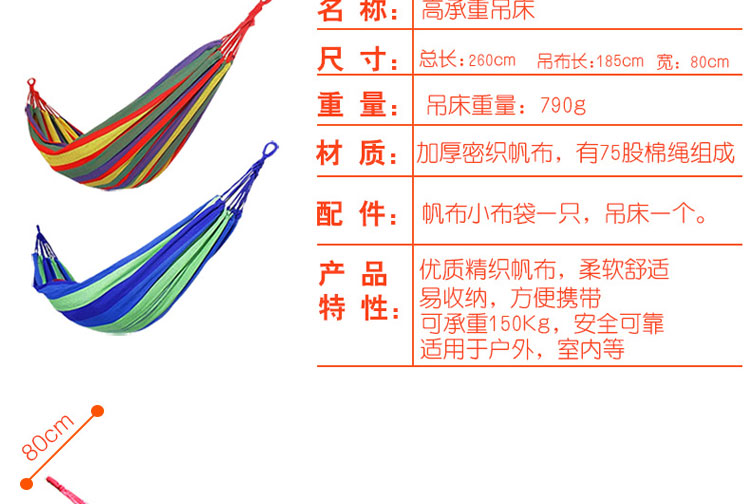 名 称： 高承重吊床
尺 寸： 总长：260cm 吊布长：185cm 宽：80cm
重 量： 吊床重量：790g
材 质： 加厚密织帆布，有75股棉绳组成
配 件： 帆布小布袋一只，吊床一个。
产 品
特 性：
优质精织帆布，柔软舒适
易收纳，方便携带
可承重150Kg，安全可靠
适用于户外，室内等
80cm